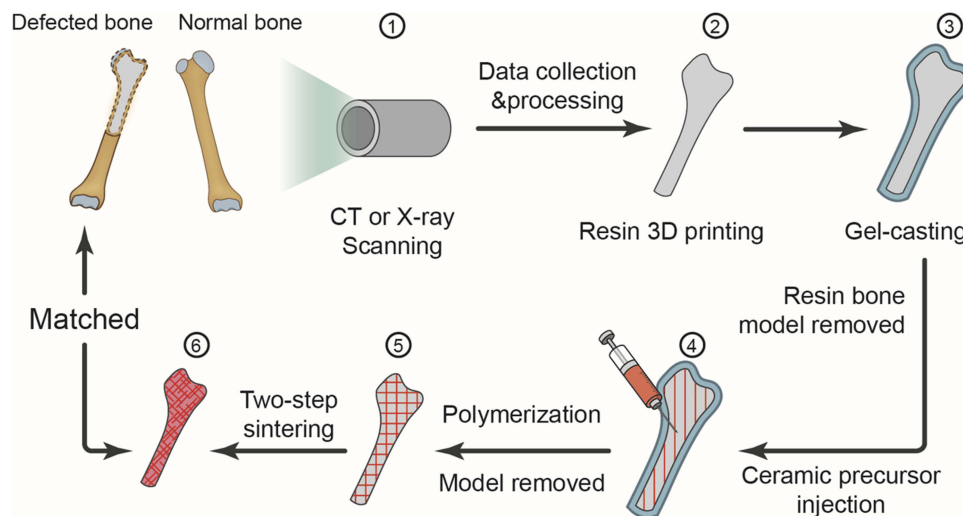 Defected bone
Normal bone
①
CT or X-ray
Scanning
Data collection
&processing
②
Resin 3D printing
③
Gel-casting
Resin bone
model removed
Ceramic precursor
injection
④
Polymerization
Model removed
⑤
Two-step
sintering
⑥
Matched